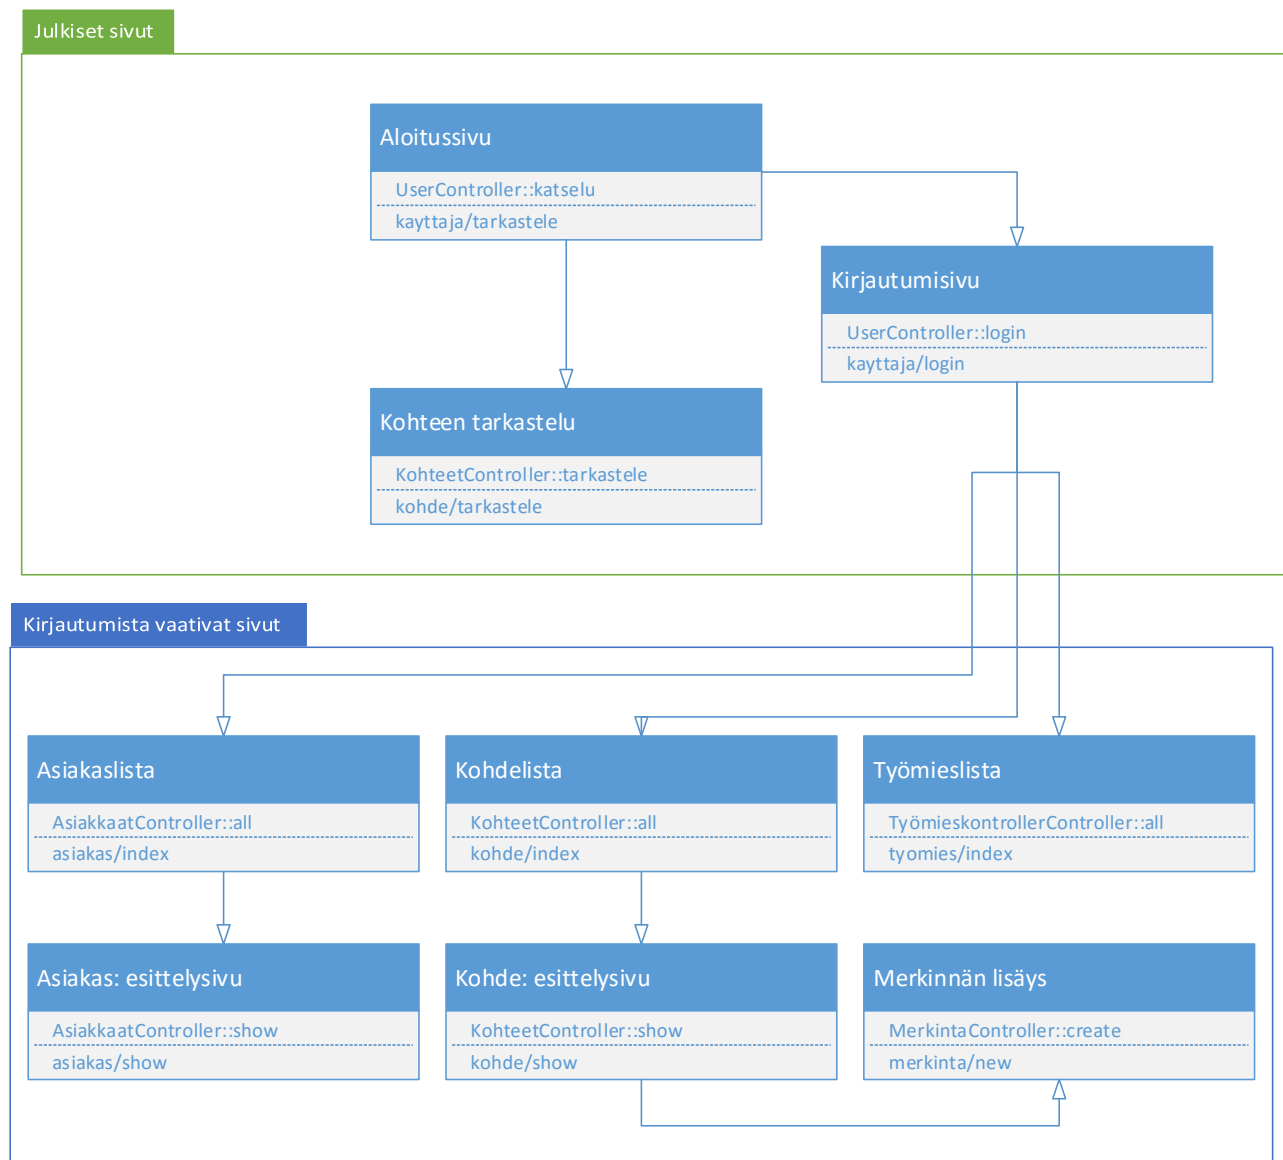 Julkiset sivut
Aloitussivu
UserController::katselu
kayttaja/tarkastele
Kirjautumisivu
UserController::login
kayttaja/login
Kohteen tarkastelu
KohteetController::tarkastele
kohde/tarkastele
Kirjautumista vaativat sivut
Asiakaslista
AsiakkaatController::all
asiakas/index
Kohdelista
KohteetController::all
kohde/index
Työmieslista
TyömieskontrollerController::all
tyomies/index
Asiakas: esittelysivu
AsiakkaatController::show
asiakas/show
Kohde: esittelysivu
KohteetController::show
kohde/show
Merkinnän lisäys
MerkintaController::create
merkinta/new